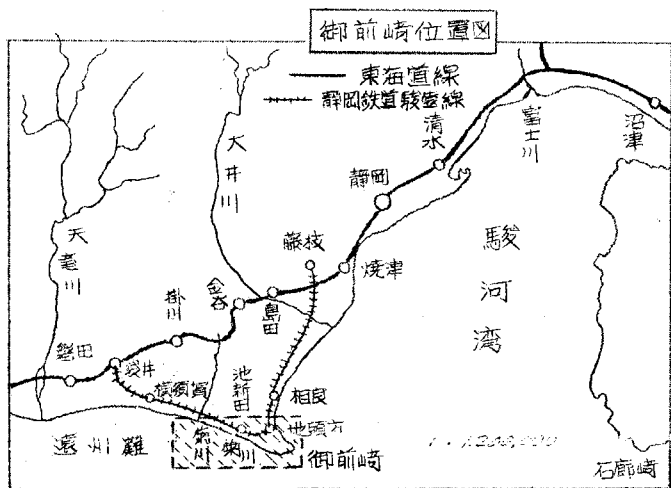 御前崎位置図
東海道線
静岡鉄道駿遠線
大井川
天竜川
清水
富士川
沼津
静岡
藤枝
焼津
駿河湾
金谷
島田
掛川
磐田
袋井
横須賀
池新田
相良
地頭方
菊川
遠州灘
御前崎
石廊崎